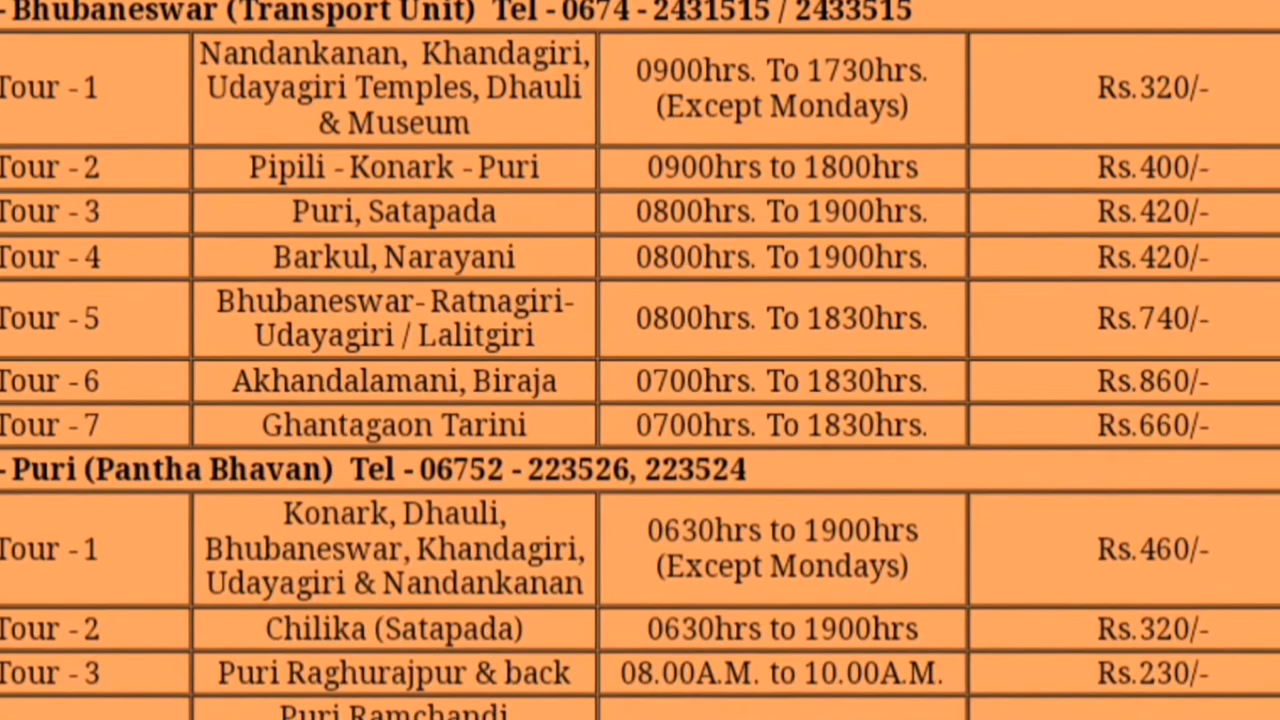 - Bhubaneswar (Transport Unit) Tel - 0674 - 2431515 / 2433515
Tour - 1
Nandankanan, Khandagiri,
Udayagiri Temples, Dhauli
& Museum
0900hrs. To 1730hrs.
(Except Mondays)
Rs.320/-
Tour - 2
Pipili - Konark - Puri
0900hrs to 1800hrs
Rs.400/-
Tour - 3
Puri, Satapada
0800hrs. To 1900hrs.
Rs.420/-
Tour - 4
Barkul, Narayani
0800hrs. To 1900hrs.
Rs.420/-
Tour - 5
Bhubaneswar- Ratnagiri-
Udayagiri / Lalitgiri
0800hrs. To 1830hrs.
Rs.740/-
Tour - 6
Akhandalamani, Biraja
0700hrs. To 1830hrs.
Rs.860/-
Tour - 7
Ghantagaon Tarini
0700hrs. To 1830hrs.
Rs.660/-
- Puri (Pantha Bhavan) Tel - 06752 - 223526, 223524
Tour - 1
Konark, Dhauli,
Bhubaneswar, Khandagiri,
Udayagiri & Nandankanan
0630hrs to 1900hrs
(Except Mondays)
Rs.460/-
Tour - 2
Chilika (Satapada)
0630hrs to 1900hrs
Rs.320/-
Tour - 3
Puri Raghurajpur & back
08.00A.M. to 10.00A.M.
Rs.230/-
Puri Ramchandi